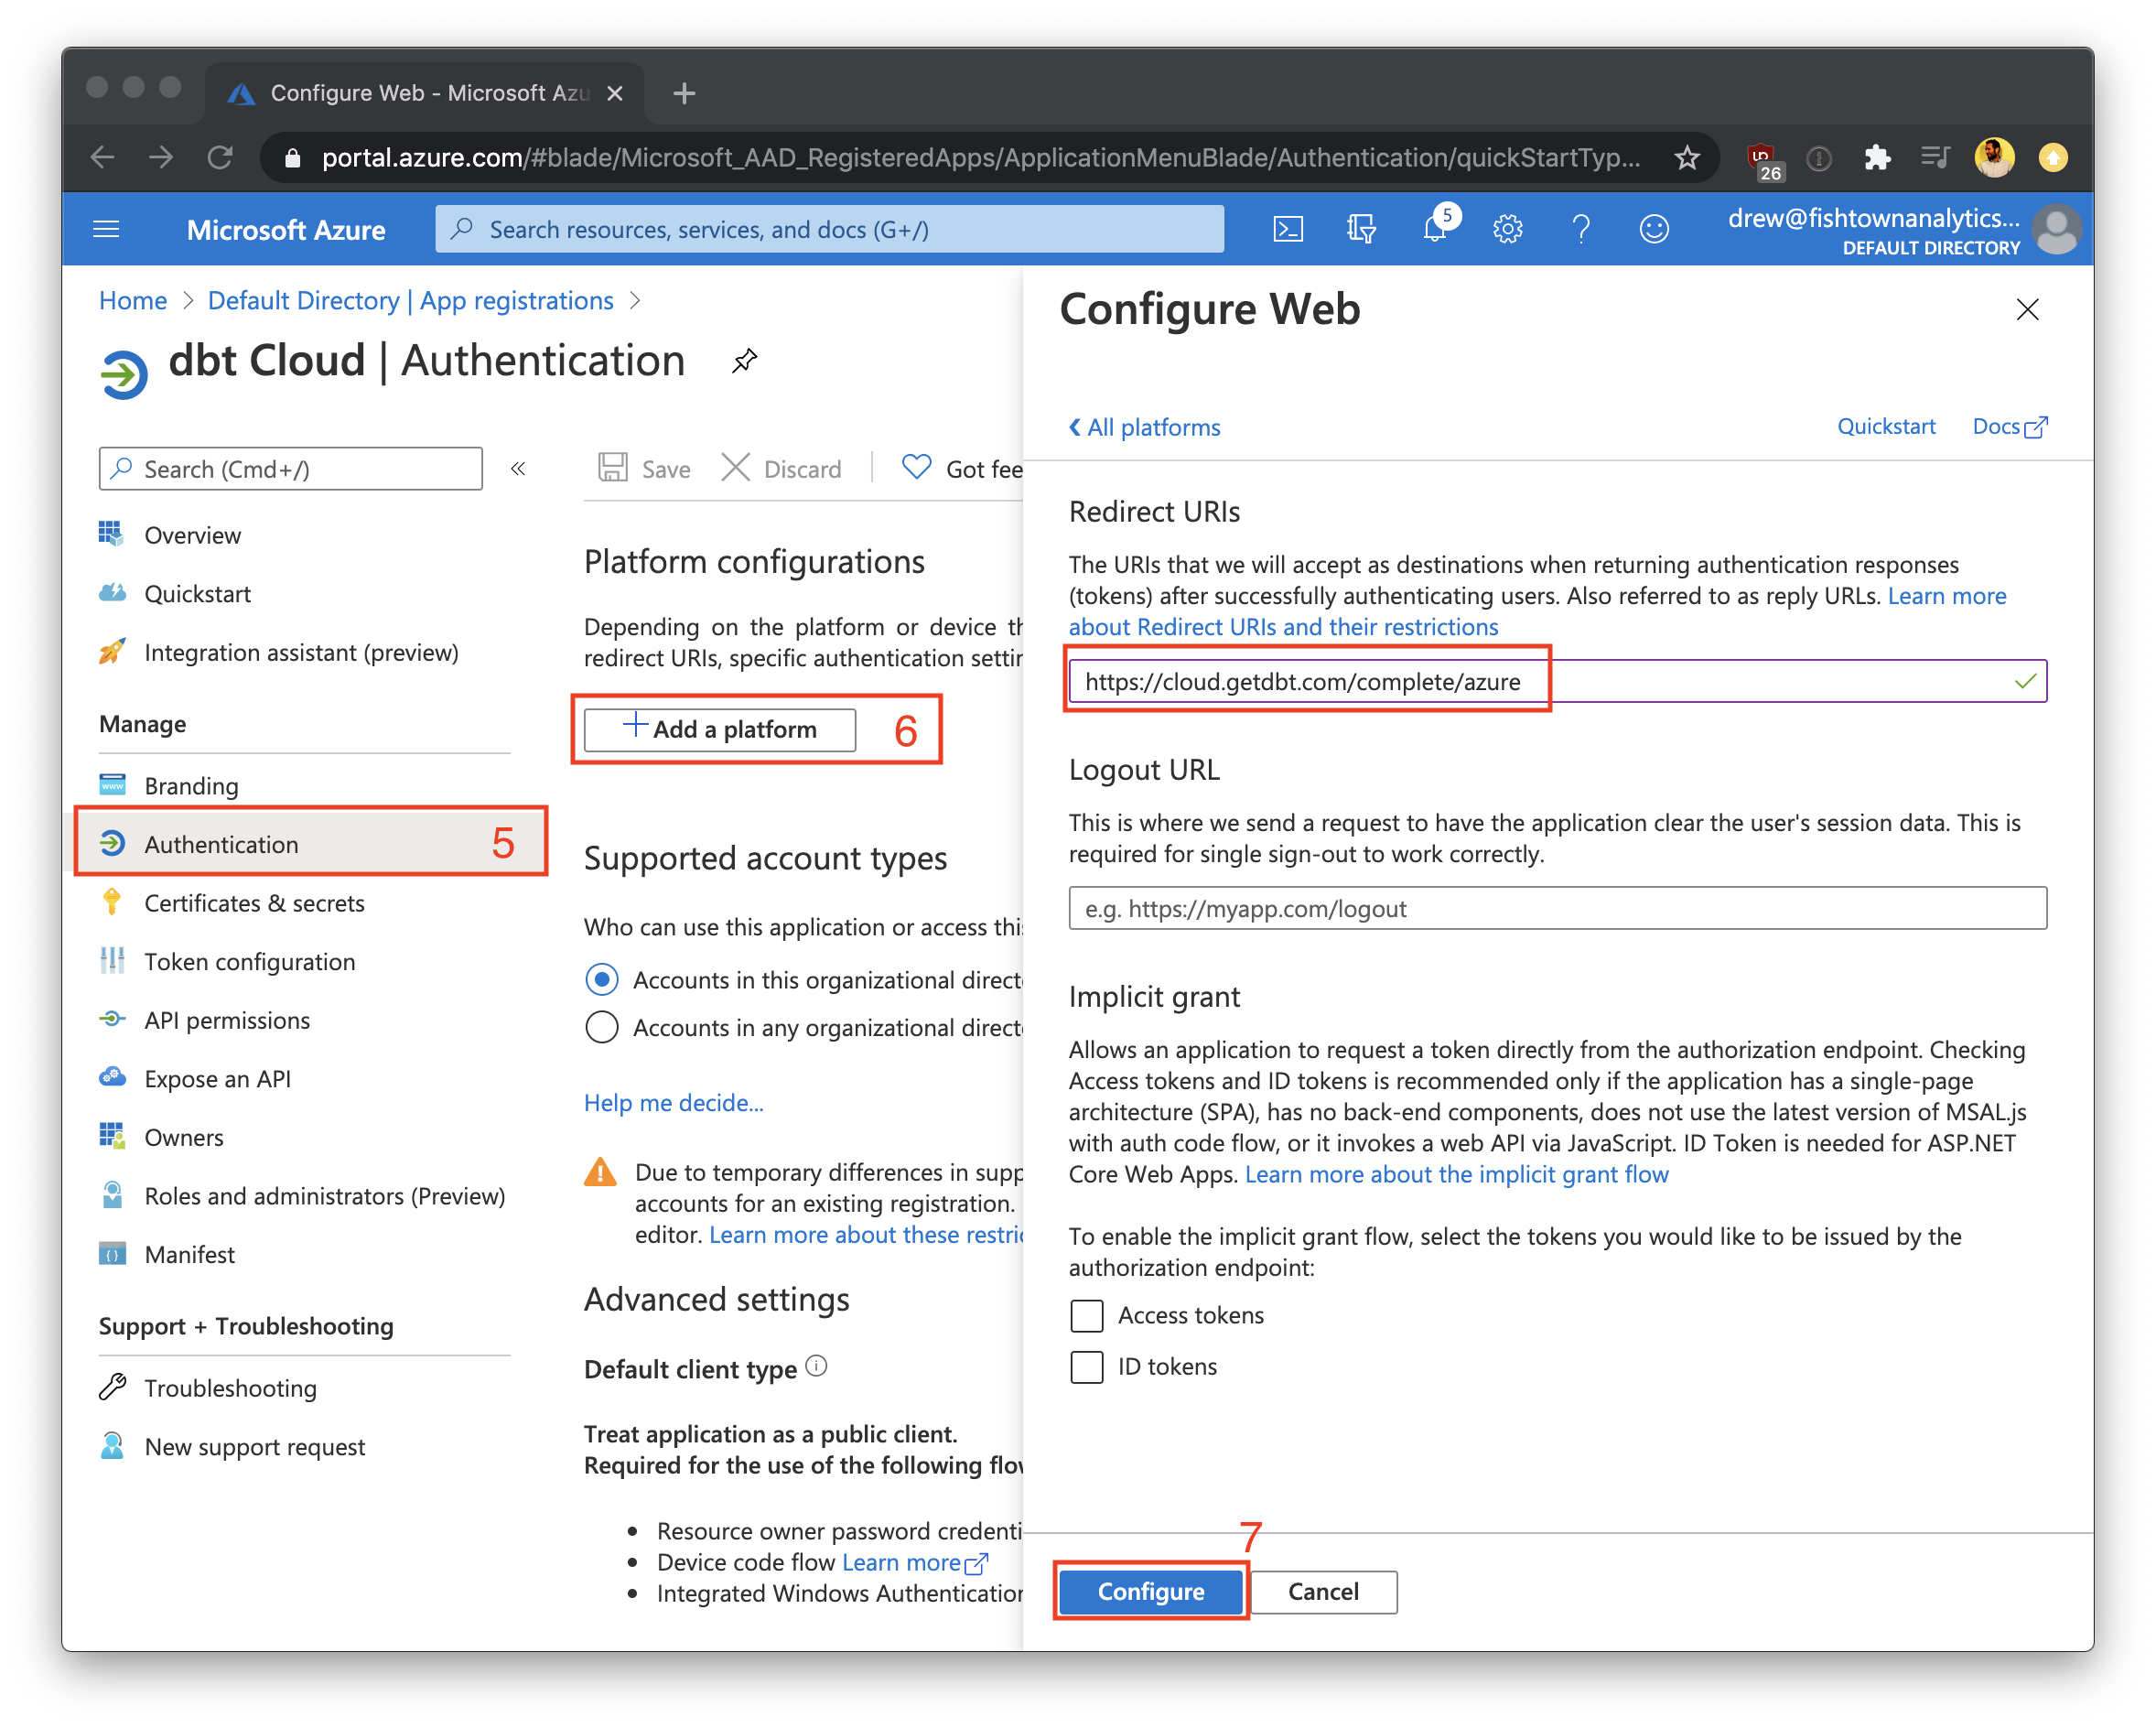 Configure Web - Microsoft Azu
portal.azure.com/#blade/Microsoft_AAD_RegisteredApps/ApplicationMenuBlade/Authentication/quickStartTyp...
26
Microsoft Azure
Search resources, services, and docs (G+/)
5
drew@fishtownanalytics...
DEFAULT DIRECTORY
Home > Default Directory | App registrations >
dbt Cloud | Authentication
Search (Cmd+/)
«
Overview
Quickstart
Integration assistant (preview)
Manage
Branding
Authentication 5
Certificates & secrets
Token configuration
API permissions
Expose an API
Owners
Roles and administrators (Preview)
Manifest
Support + Troubleshooting
Troubleshooting
New support request
Save
Discard
Got fee
Platform configurations
Depending on the platform or device th
redirect URIs, specific authentication settin
+ Add a platform 6
Supported account types
Who can use this application or access this
Accounts in this organizational directo
Accounts in any organizational directo
Help me decide...
Due to temporary differences in supp
accounts for an existing registration.
editor. Learn more about these restric
Advanced settings
Default client type
Treat application as a public client.
Required for the use of the following flow
• Resource owner password credenti
• Device code flow Learn more
• Integrated Windows Authentication
Configure Web
All platforms
Quickstart
Docs
Redirect URIs
The URIs that we will accept as destinations when returning authentication responses
(tokens) after successfully authenticating users. Also referred to as reply URLs. Learn more
about Redirect URIs and their restrictions
https://cloud.getdbt.com/complete/azure
Logout URL
This is where we send a request to have the application clear the user's session data. This is
required for single sign-out to work correctly.
e.g. https://myapp.com/logout
Implicit grant
Allows an application to request a token directly from the authorization endpoint. Checking
Access tokens and ID tokens is recommended only if the application has a single-page
architecture (SPA), has no back-end components, does not use the latest version of MSAL.js
with auth code flow, or it invokes a web API via JavaScript. ID Token is needed for ASP.NET
Core Web Apps. Learn more about the implicit grant flow
To enable the implicit grant flow, select the tokens you would like to be issued by the
authorization endpoint:
Access tokens
ID tokens
7
Configure
Cancel